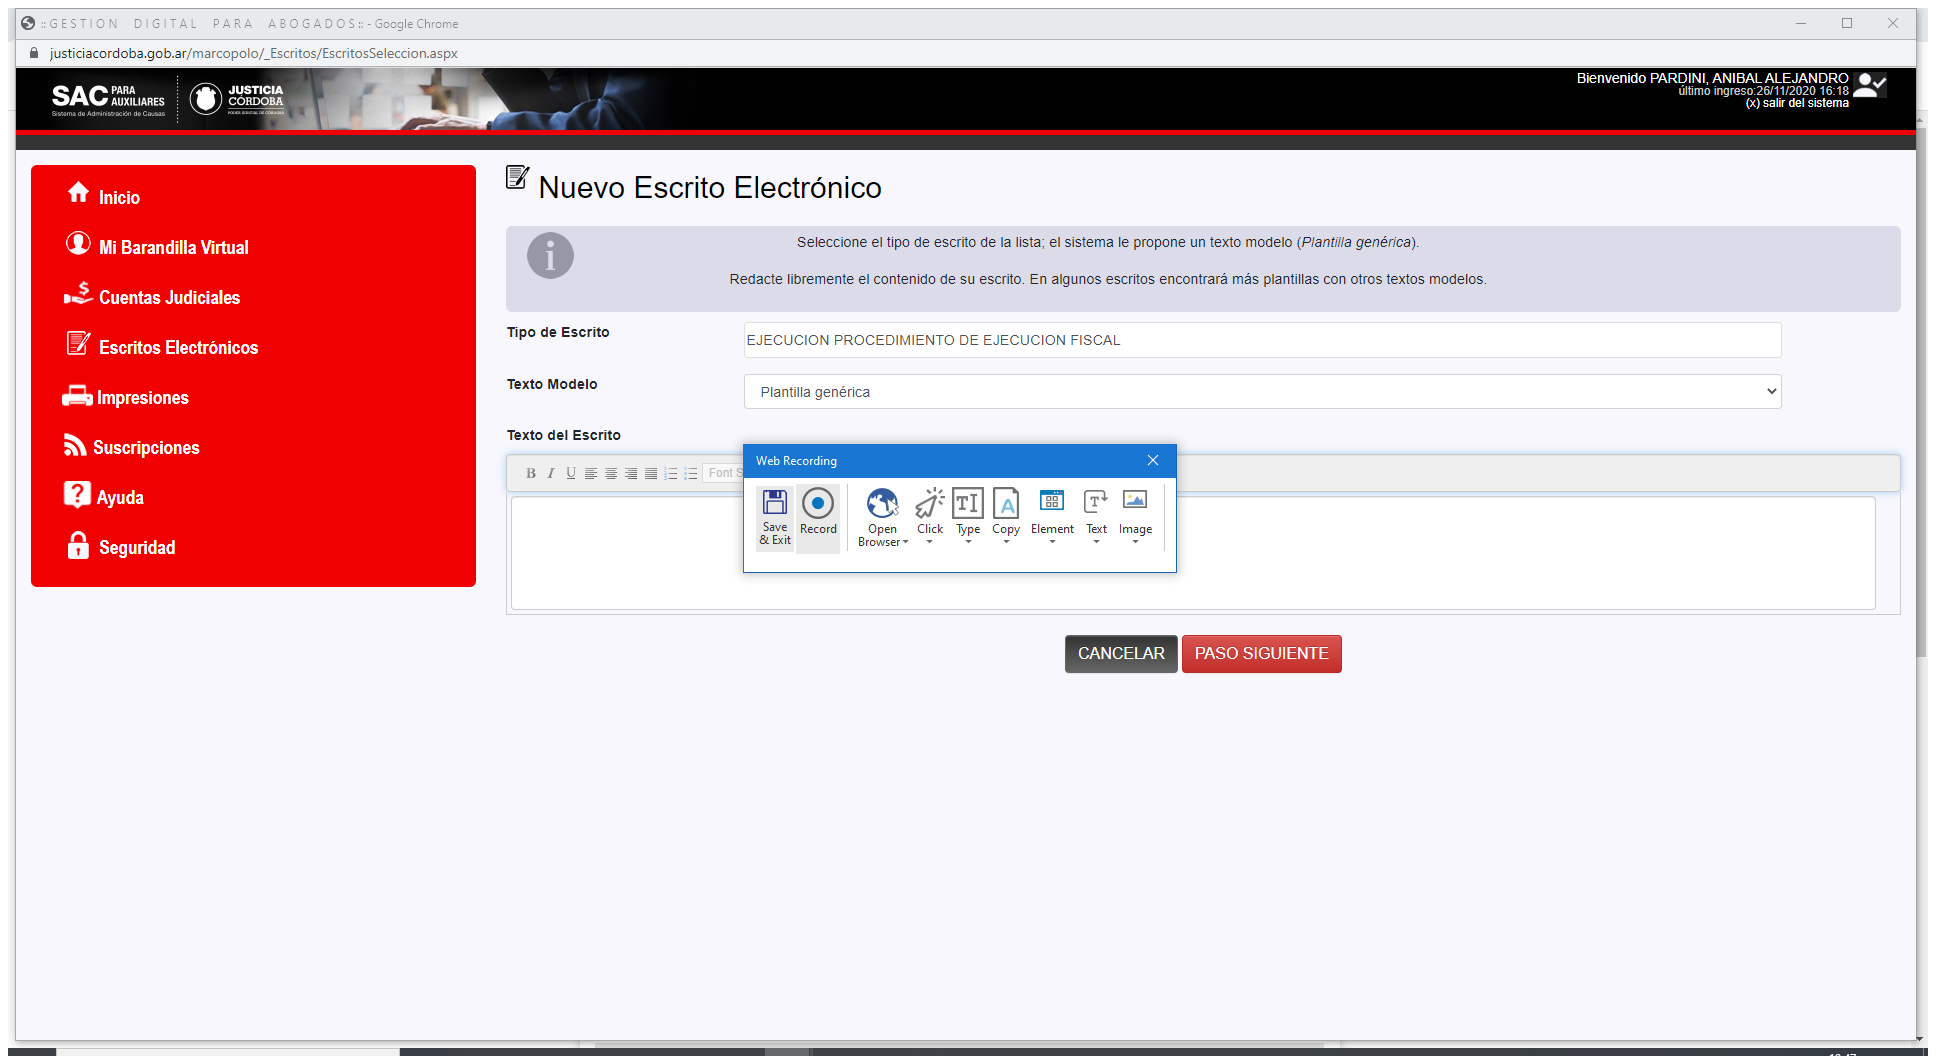 :: G E S T I O N   D I G I T A L   P A R A   A B O G A D O S :: - Google Chrome
justiciacordoba.gob.ar/marcopolo/_Escritos/EscritosSeleccion.aspx
SAC PARA AUXILIARES
Sistema de Administración de Causas
JUSTICIA
CÓRDOBA
PODER JUDICIAL DE CÓRDOBA
Bienvenido PARDINI, ANIBAL ALEJANDRO
último ingreso:26/11/2020 16:18
(x) salir del sistema
Inicio
Mi Barandilla Virtual
Cuentas Judiciales
Escritos Electrónicos
Impresiones
Suscripciones
Ayuda
Seguridad
Nuevo Escrito Electrónico
Seleccione el tipo de escrito de la lista; el sistema le propone un texto modelo (Plantilla genérica).
Redacte libremente el contenido de su escrito. En algunos escritos encontrará más plantillas con otros textos modelos.
Tipo de Escrito
EJECUCION PROCEDIMIENTO DE EJECUCION FISCAL
Texto Modelo
Plantilla genérica
Texto del Escrito
B I U Font S
Web Recording
Save & Exit
Record
Open Browser
Click
Type
Copy
Element
Text
Image
CANCELAR
PASO SIGUIENTE